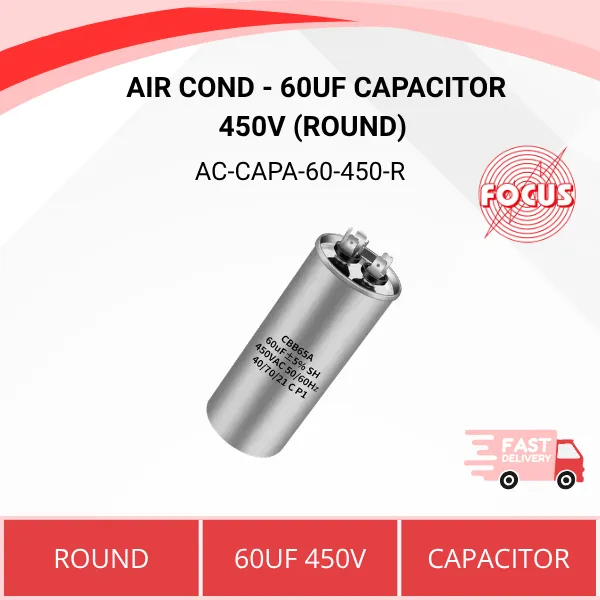 AIR COND - 60UF CAPACITOR
450V (ROUND)
AC-CAPA-60-450-R
FOCUS
CBB65A
60uF±5% SH
450VAC 50/60Hz
40/70/21 C P1
FAST
DELIVERY
ROUND
60UF 450V
CAPACITOR